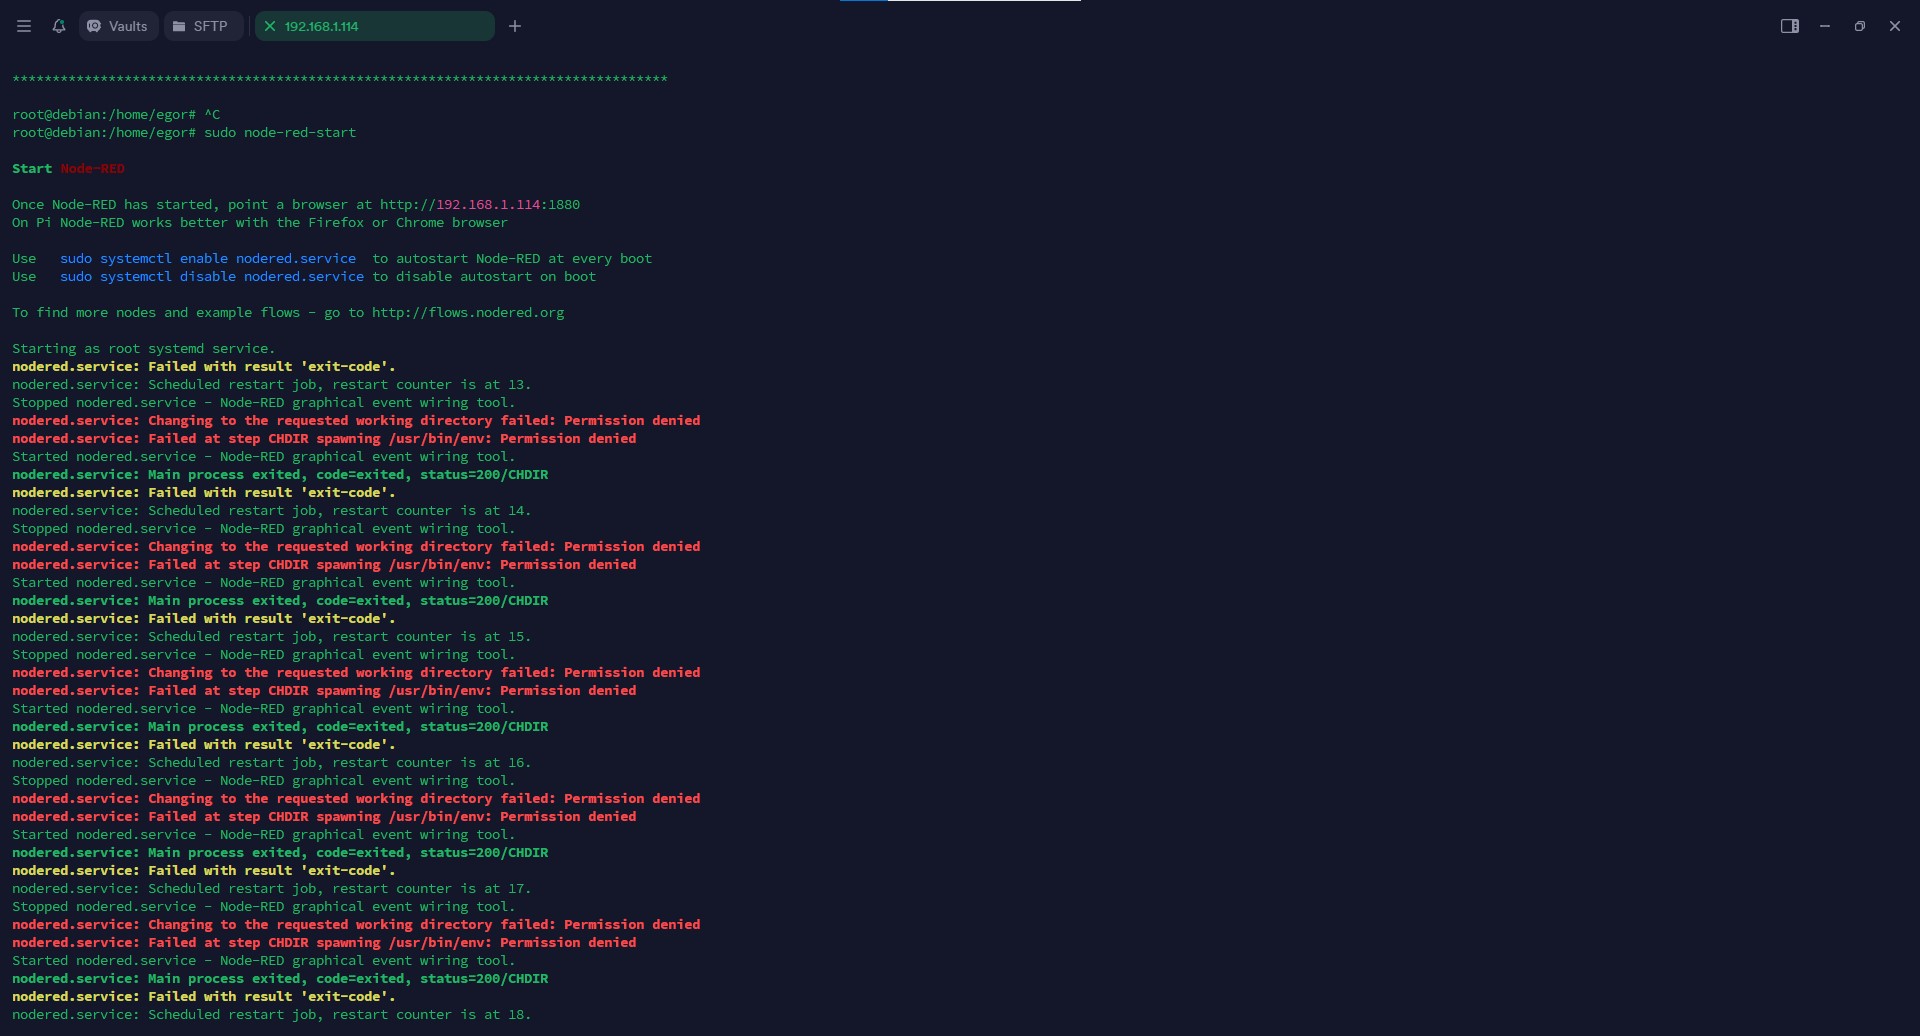 Vaults SFTP 192.168.1.114
**********************************************************************************
root@debian:/home/egor# ^C
root@debian:/home/egor# sudo node-red-start
Start Node-RED
Once Node-RED has started, point a browser at http://192.168.1.114:1880
On Pi Node-RED works better with the Firefox or Chrome browser
Use   sudo systemctl enable nodered.service  to autostart Node-RED at every boot
Use   sudo systemctl disable nodered.service to disable autostart on boot
To find more nodes and example flows - go to http://flows.nodered.org
Starting as root systemd service.
nodered.service: Failed with result 'exit-code'.
nodered.service: Scheduled restart job, restart counter is at 13.
Stopped nodered.service - Node-RED graphical event wiring tool.
nodered.service: Changing to the requested working directory failed: Permission denied
nodered.service: Failed at step CHDIR spawning /usr/bin/env: Permission denied
Started nodered.service - Node-RED graphical event wiring tool.
nodered.service: Main process exited, code=exited, status=200/CHDIR
nodered.service: Failed with result 'exit-code'.
nodered.service: Scheduled restart job, restart counter is at 14.
Stopped nodered.service - Node-RED graphical event wiring tool.
nodered.service: Changing to the requested working directory failed: Permission denied
nodered.service: Failed at step CHDIR spawning /usr/bin/env: Permission denied
Started nodered.service - Node-RED graphical event wiring tool.
nodered.service: Main process exited, code=exited, status=200/CHDIR
nodered.service: Failed with result 'exit-code'.
nodered.service: Scheduled restart job, restart counter is at 15.
Stopped nodered.service - Node-RED graphical event wiring tool.
nodered.service: Changing to the requested working directory failed: Permission denied
nodered.service: Failed at step CHDIR spawning /usr/bin/env: Permission denied
Started nodered.service - Node-RED graphical event wiring tool.
nodered.service: Main process exited, code=exited, status=200/CHDIR
nodered.service: Failed with result 'exit-code'.
nodered.service: Scheduled restart job, restart counter is at 16.
Stopped nodered.service - Node-RED graphical event wiring tool.
nodered.service: Changing to the requested working directory failed: Permission denied
nodered.service: Failed at step CHDIR spawning /usr/bin/env: Permission denied
Started nodered.service - Node-RED graphical event wiring tool.
nodered.service: Main process exited, code=exited, status=200/CHDIR
nodered.service: Failed with result 'exit-code'.
nodered.service: Scheduled restart job, restart counter is at 17.
Stopped nodered.service - Node-RED graphical event wiring tool.
nodered.service: Changing to the requested working directory failed: Permission denied
nodered.service: Failed at step CHDIR spawning /usr/bin/env: Permission denied
Started nodered.service - Node-RED graphical event wiring tool.
nodered.service: Main process exited, code=exited, status=200/CHDIR
nodered.service: Failed with result 'exit-code'.
nodered.service: Scheduled restart job, restart counter is at 18.